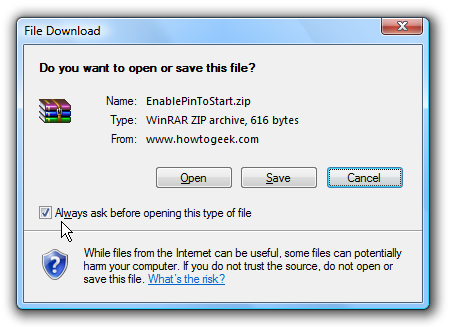 File Download
Do you want to open or save this file?
Name: EnablePinToStart.zip
Type: WinRAR ZIP archive, 616 bytes
From: www.howtogeek.com
Open Save Cancel
Always ask before opening this type of file
While files from the Internet can be useful, some files can potentially
harm your computer. If you do not trust the source, do not open or
save this file. What's the risk?